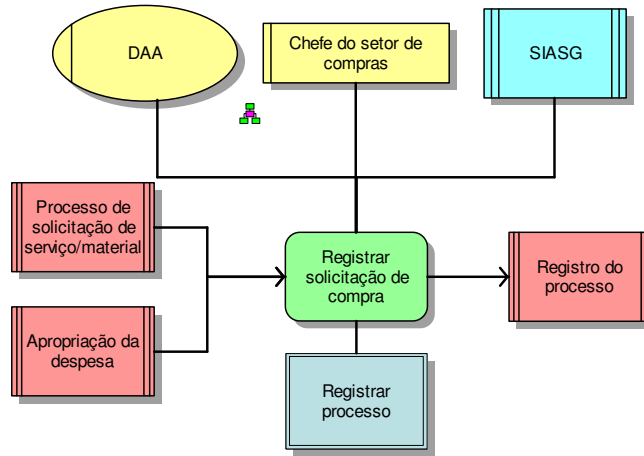 DAA
Chefe do setor de
compras
SIASG
Processo de
solicitação de
serviço/material
Registrar
solicitação de
compra
Registro do
processo
Apropriação da
despesa
Registrar
processo